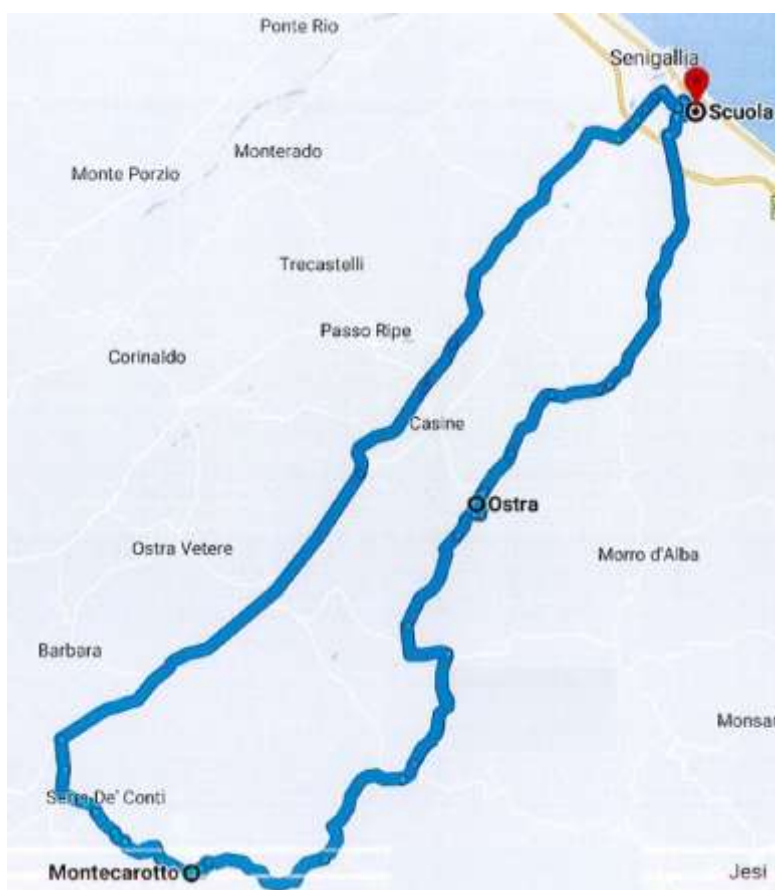 Ponte Rio
Senigallia
Scuola
Monterado
Monte Porzio
Trecastelli
Passo Ripe
Corinaldo
Casine
Ostra
Ostra Vetere
Morro d'Alba
Barbara
Serra De' Conti
Montecarotto
Jesi